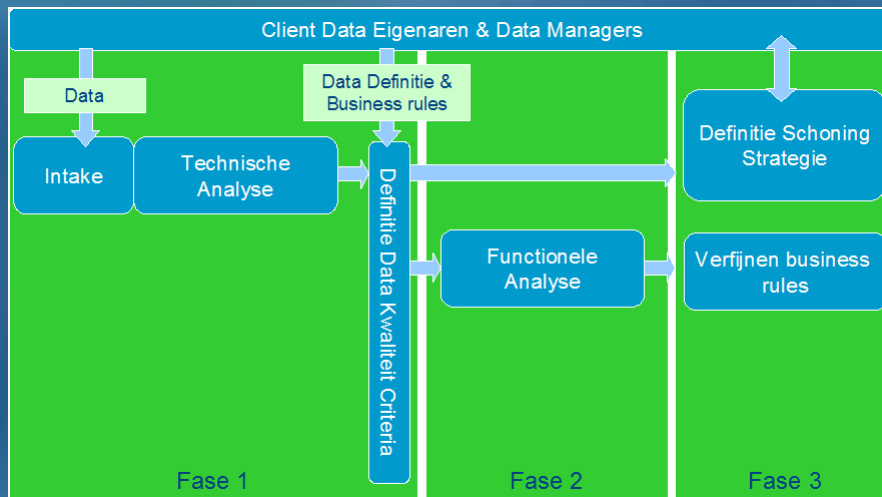 Client Data Eigenaren & Data Managers
Data
Data Definitie &
Business rules
Intake
Technische
Analyse
Definitie Data Kwaliteit Criteria
Functionele
Analyse
Definitie Schoning
Strategie
Verfijnen business
rules
Fase 1
Fase 2
Fase 3